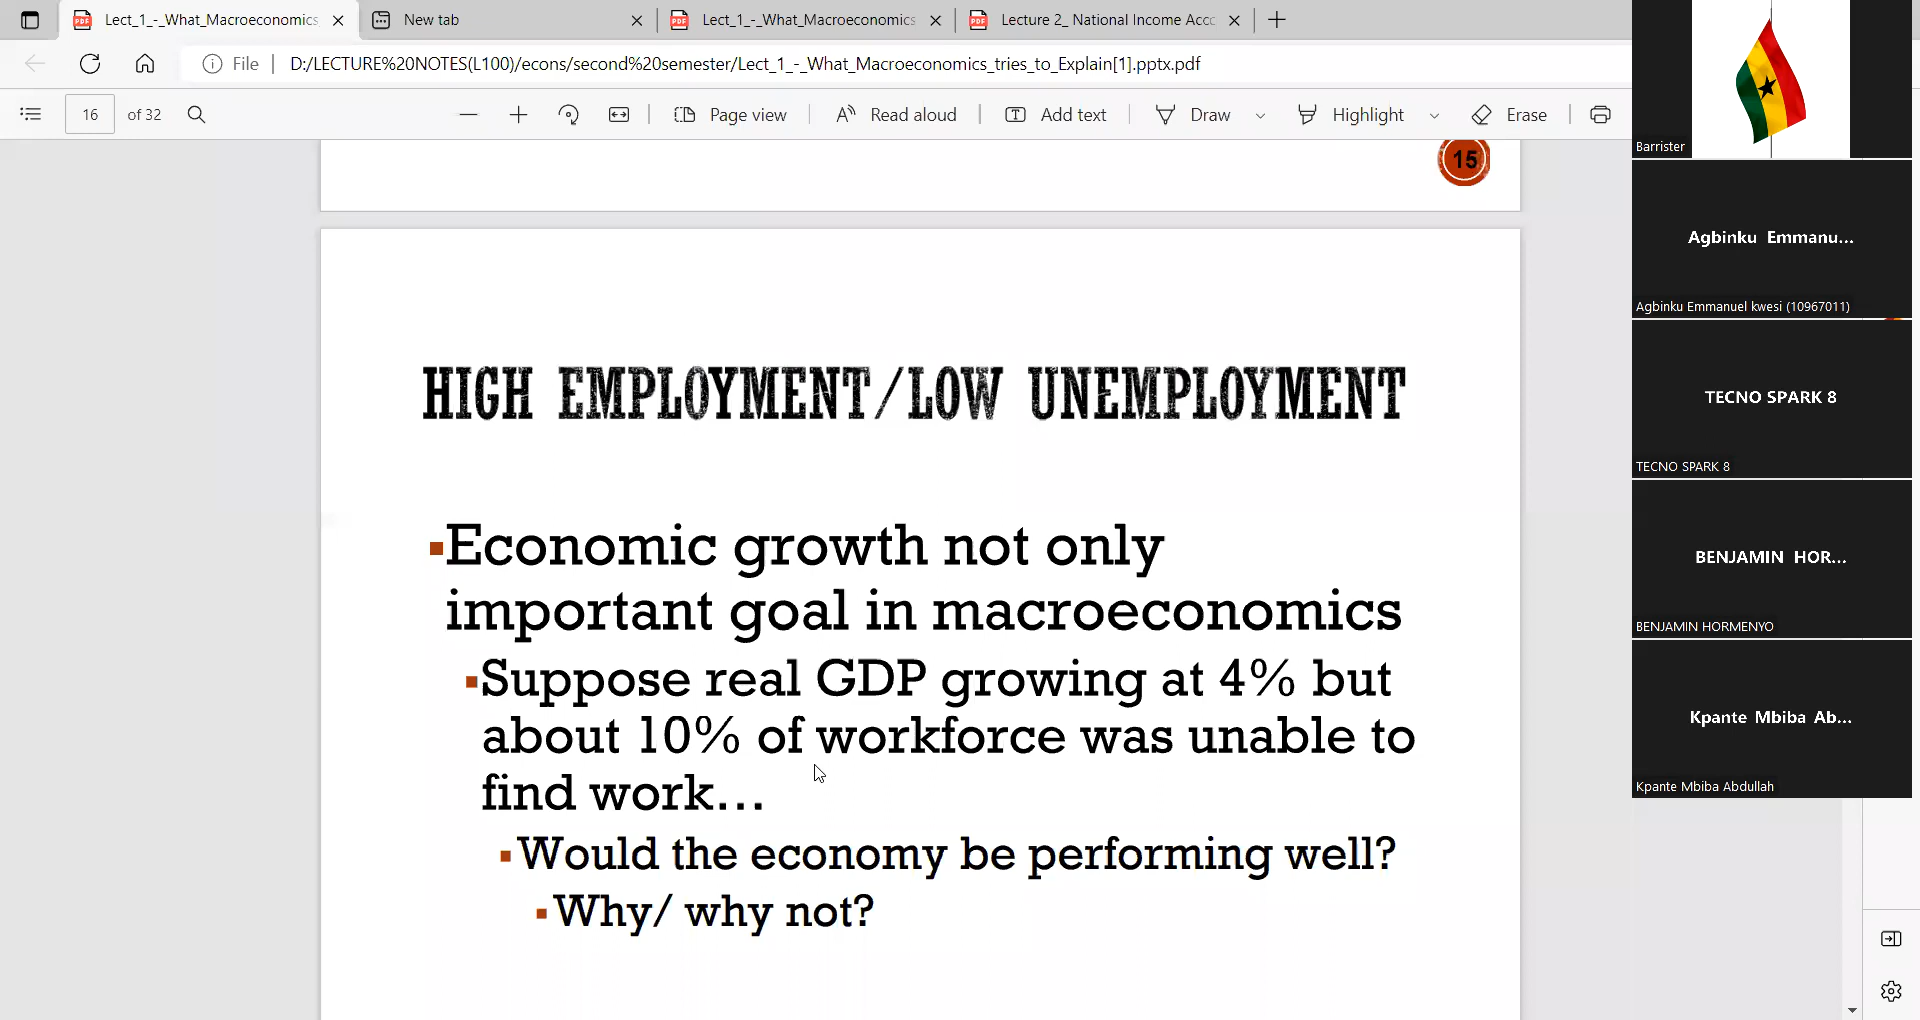 Lect_1_-_What_Macroeconomics
New tab
Lect_1_-_What_Macroeconomics
Lecture 2_ National Income Acco
File
D:/LECTURE%20NOTES(L100)/econs/second%20semester/Lect_1_-_What_Macroeconomics_tries_to_Explain[1].pptx.pdf
16 of 32
Page view
Read aloud
Add text
Draw
Highlight
Erase
15
HIGH EMPLOYMENT/LOW UNEMPLOYMENT
Economic growth not only
important goal in macroeconomics
Suppose real GDP growing at 4% but
about 10% of workforce was unable to
find work...
Would the economy be performing well?
Why/ why not?
Barrister
Agbinku Emmanu...
Agbinku Emmanuel kwesi (10967011)
TECNO SPARK 8
TECNO SPARK 8
BENJAMIN HOR...
BENJAMIN HORMENYO
Kpante Mbiba Ab...
Kpante Mbiba Abdullah